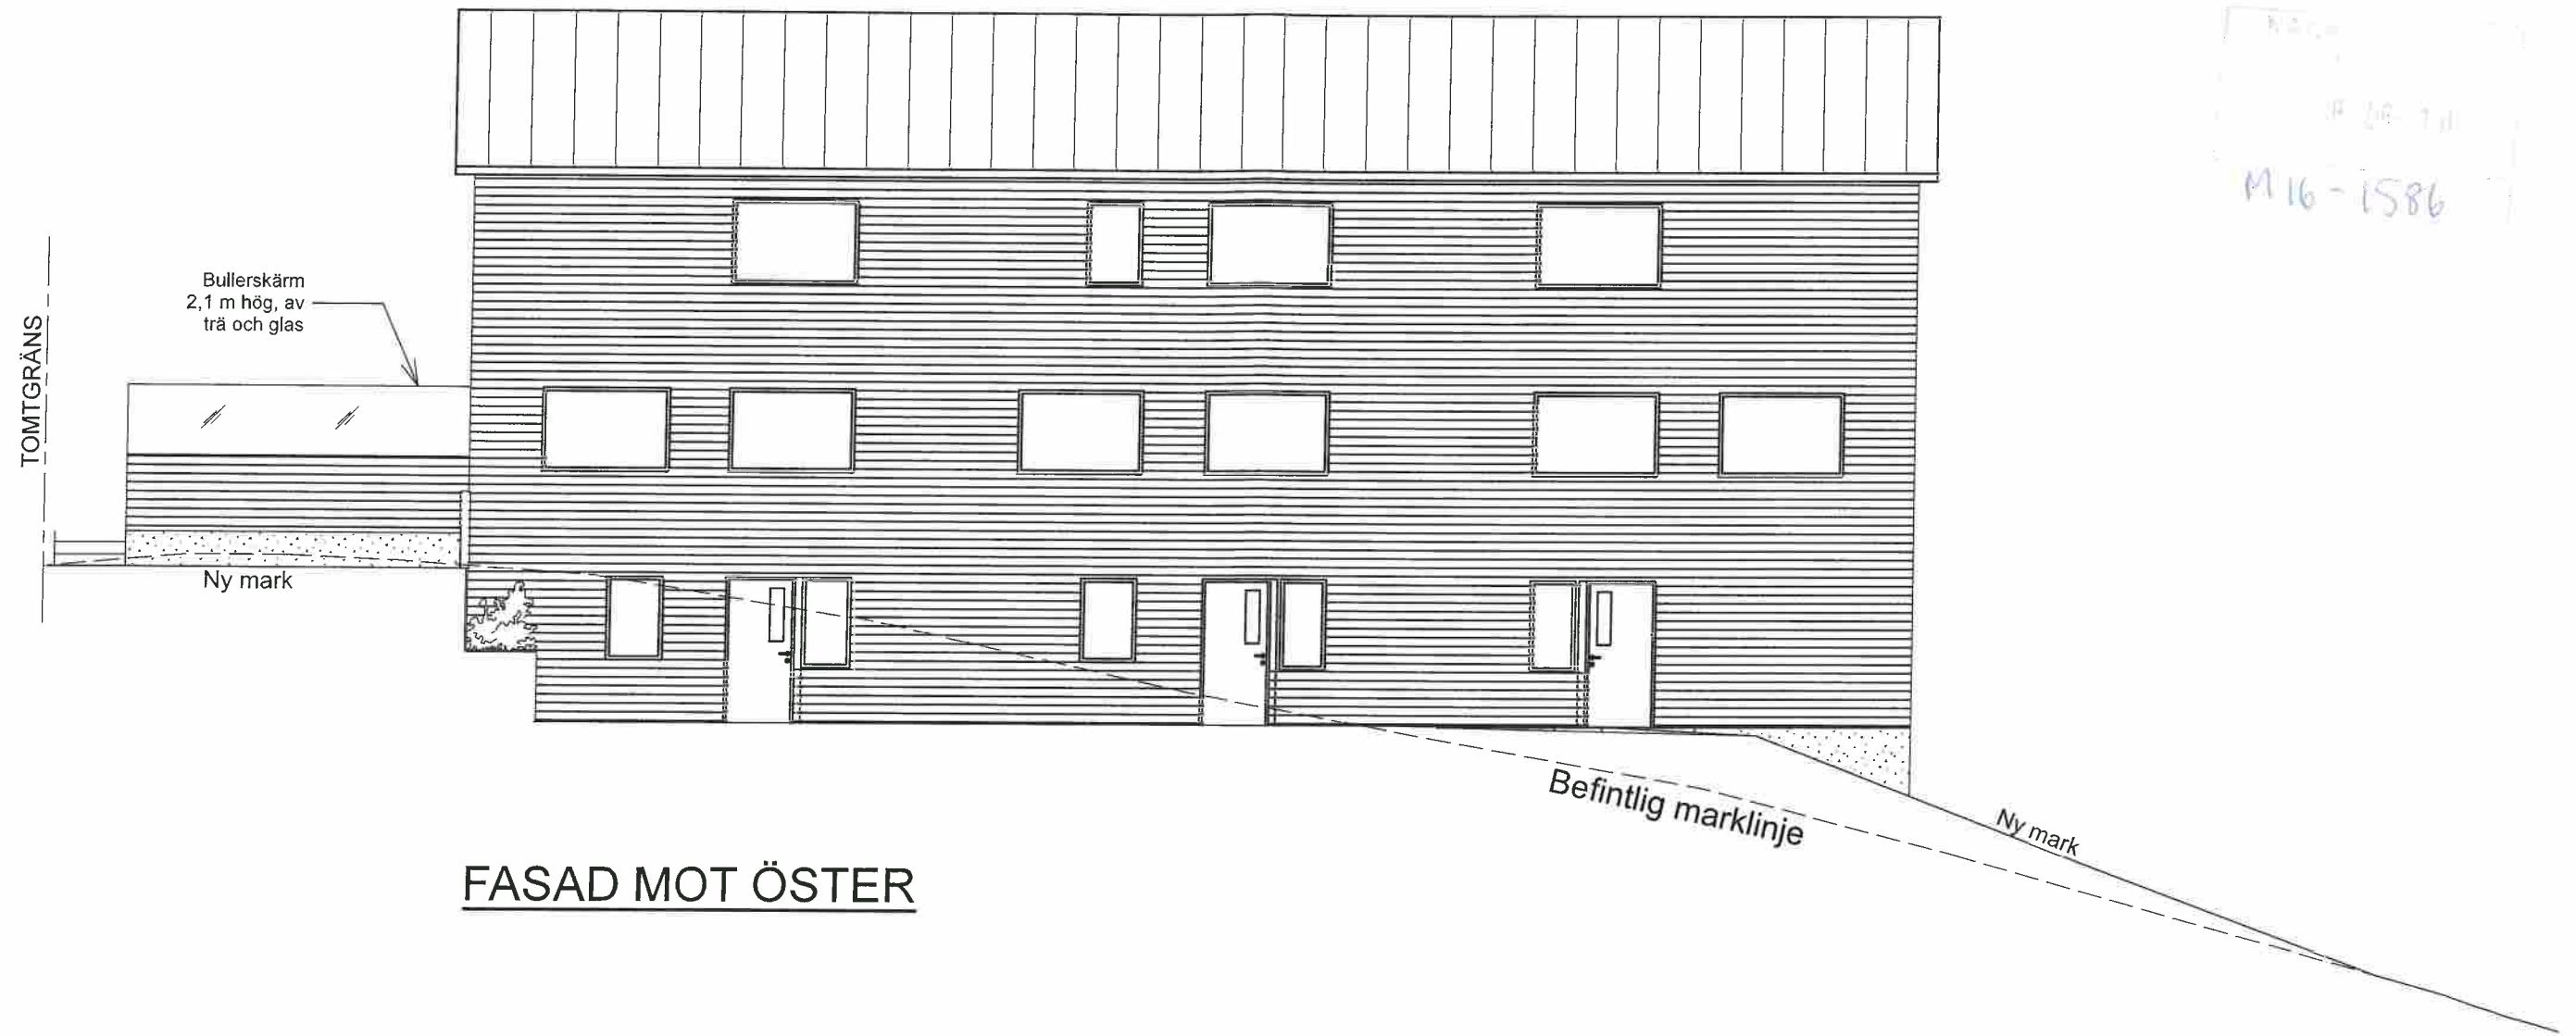 M16-1586
Bullerskärm
2,1 m hög, av
trä och glas
TOMTGRÄNS
Ny mark
Befintlig marklinje
Ny mark
FASAD MOT ÖSTER